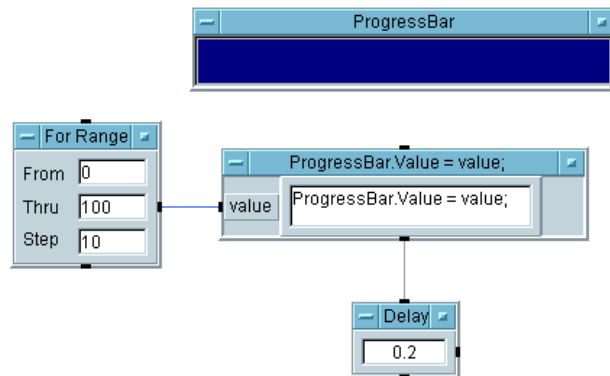 ProgressBar
For Range
From 0
Thru 100
Step 10
ProgressBar.Value = value;
value ProgressBar.Value = value;
Delay
0.2